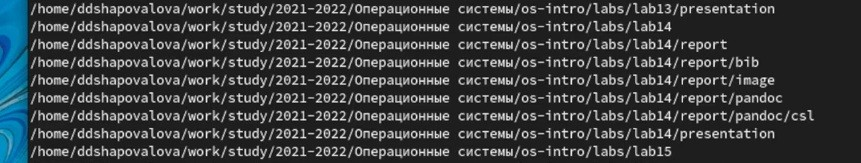 /home/ddshapovalova/work/study/2021-2022/Операционные системы/os-intro/labs/lab13/presentation
/home/ddshapovalova/work/study/2021-2022/Операционные системы/os-intro/labs/lab14
/home/ddshapovalova/work/study/2021-2022/Операционные системы/os-intro/labs/lab14/report
/home/ddshapovalova/work/study/2021-2022/Операционные системы/os-intro/labs/lab14/report/bib
/home/ddshapovalova/work/study/2021-2022/Операционные системы/os-intro/labs/lab14/report/image
/home/ddshapovalova/work/study/2021-2022/Операционные системы/os-intro/labs/lab14/report/pandoc
/home/ddshapovalova/work/study/2021-2022/Операционные системы/os-intro/labs/lab14/report/pandoc/csl
/home/ddshapovalova/work/study/2021-2022/Операционные системы/os-intro/labs/lab14/presentation
/home/ddshapovalova/work/study/2021-2022/Операционные системы/os-intro/labs/lab15